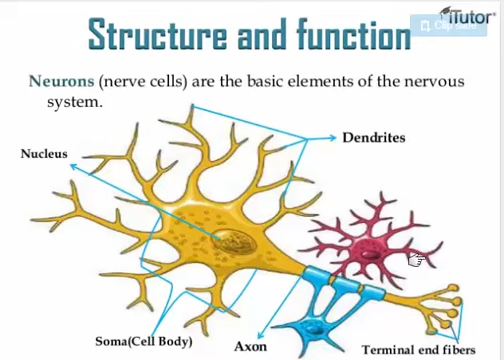 iTutor
Structure and function
Neurons (nerve cells) are the basic elements of the nervous
system.
Dendrites
Nucleus
Soma(Cell Body)
Axon
Terminal end fibers